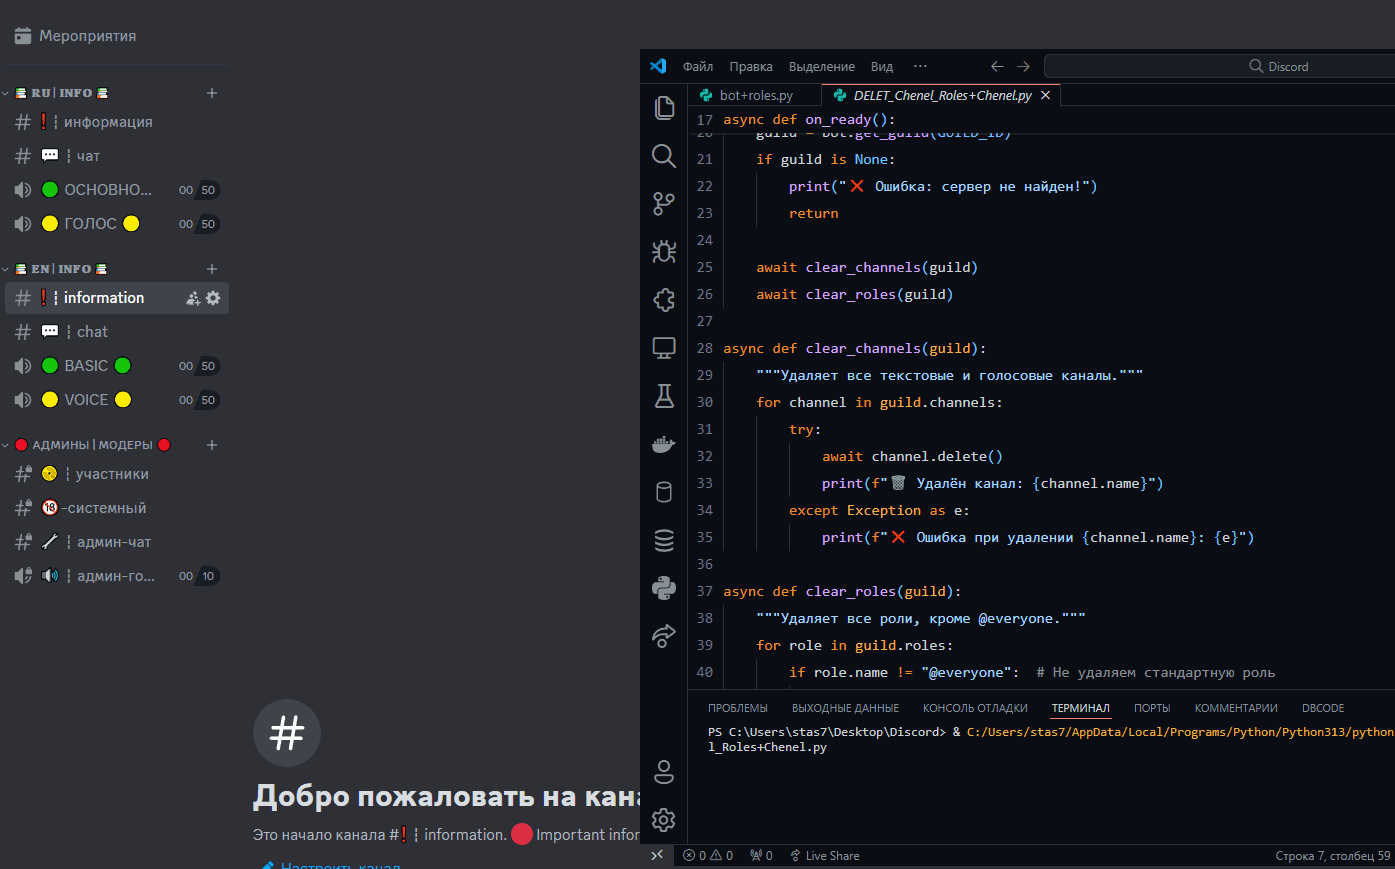 Мероприятия
RU | INFO
информация
чат
ОСНОВНО...
00 50
ГОЛОС
00 50
EN | INFO
information
chat
BASIC
00 50
VOICE
00 50
АДМИНЫ | МОДЕРЫ
участники
-системный
админ-чат
админ-го...
00 10
Добро пожаловать на кана
Это начало канала #❗┆information. 🔴 Important infor
Настроить канал
Файл Правка Выделение Вид ··· Discord
bot+roles.py
DELET_Chenel_Roles+Chenel.py
17 async def on_ready():
20 guild = bot.get_guild(GUILD_ID)
21 if guild is None:
22 print("❌ Ошибка: сервер не найден!")
23 return
24
25 await clear_channels(guild)
26 await clear_roles(guild)
27
28 async def clear_channels(guild):
29 """Удаляет все текстовые и голосовые каналы."""
30 for channel in guild.channels:
31 try:
32 await channel.delete()
33 print(f"🗑 Удалён канал: {channel.name}")
34 except Exception as e:
35 print(f"❌ Ошибка при удалении {channel.name}: {e}")
36
37 async def clear_roles(guild):
38 """Удаляет все роли, кроме @everyone."""
39 for role in guild.roles:
40 if role.name != "@everyone": # Не удаляем стандартную роль
ПРОБЛЕМЫ ВЫХОДНЫЕ ДАННЫЕ КОНСОЛЬ ОТЛАДКИ ТЕРМИНАЛ ПОРТЫ КОММЕНТАРИИ DBCODE
PS C:\Users\stas7\Desktop\Discord> & C:/Users/stas7/AppData/Local/Programs/Python/Python313/python
l_Roles+Chenel.py
0 0 0 Live Share
Строка 7, столбец 59